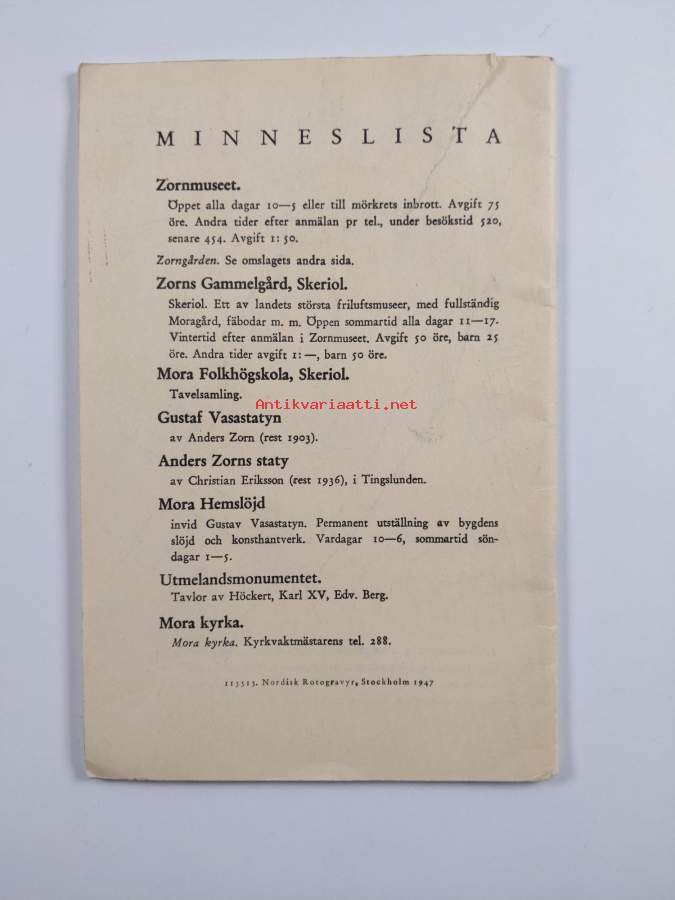 MINNESLISTA
Zornmuseet.
Öppet alla dagar 10—5 eller till mörkrets inbrott. Avgift 75
öre. Andra tider efter anmälan pr tel., under besökstid 520,
senare 454. Avgift 1: 50.
Zorngården. Se omslagets andra sida.
Zorns Gammelgård, Skeriol.
Skeriol. Ett av landets största friluftsmuseer, med fullständig
Moragård, fäbodar m. m. Öppen sommartid alla dagar 11—17.
Vintertid efter anmälan i Zornmuseet. Avgift 50 öre, barn 25
öre. Andra tider avgift 1: —, barn 50 öre.
Mora Folkhögskola, Skeriol.
Tavelsamling.
Antikvariaatti.net
Gustaf Vasastatyn
av Anders Zorn (rest 1903).
Anders Zorns staty
av Christian Eriksson (rest 1936), i Tingslunden.
Mora Hemslöjd
invid Gustav Vasastatyn. Permanent utställning av bygdens
slöjd och konsthantverk. Vardagar 10—6, sommartid sön-
dagar 1—5.
Utmelandsmonumentet.
Tavlor av Höckert, Karl XV, Edv. Berg.
Mora kyrka.
Mora kyrka. Kyrkvaktmästarens tel. 288.
113513. Nordisk Rotogravyr, Stockholm 1947